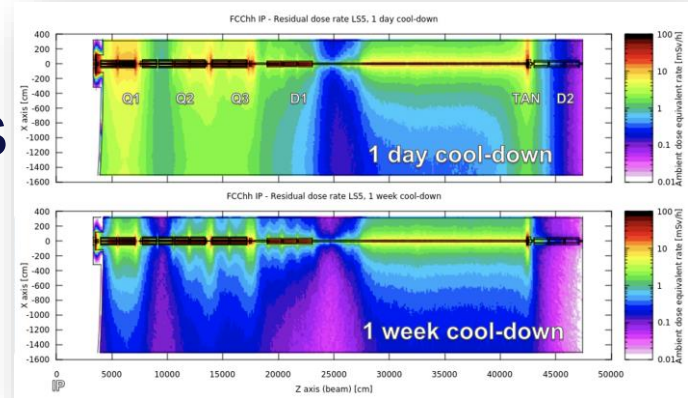 S
FCChh IP - Residual dose rate LS5, 1 day cool-down
400
200
0
-200
-400
-600
-800
-1000
-1200
-1400
-1600
X axis [cm]
Q1 Q2 Q3 D1 TAN D2
1 day cool-down
100
10
1
0.1
0.01
Ambient dose equivalent rate [mSv/h]
FCChh IP - Residual dose rate LS5, 1 week cool-down
400
200
0
-200
-400
-600
-800
-1000
-1200
-1400
-1600
X axis [cm]
1 week cool-down
100
10
1
0.1
0.01
Ambient dose equivalent rate [mSv/h]
0 5000 10000 15000 20000 25000 30000 35000 40000 45000 50000
IP
Z axis (beam) [cm]